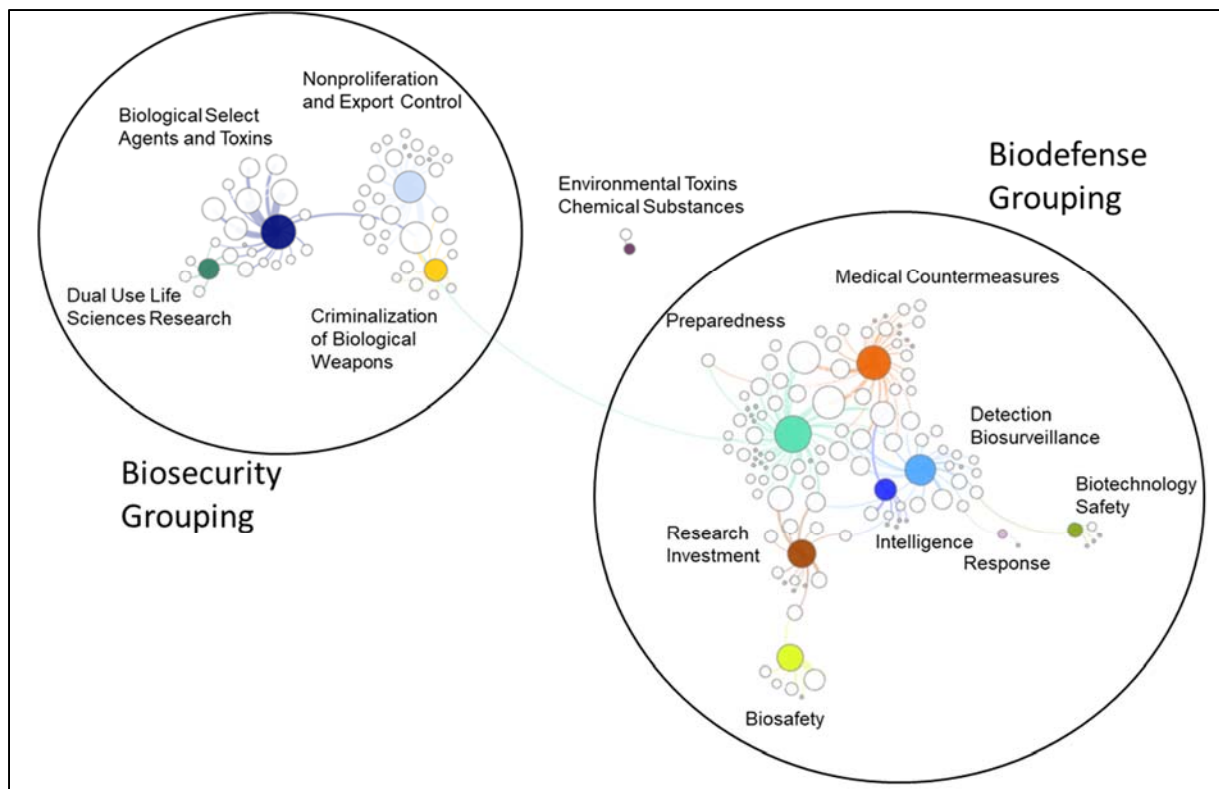 Nonproliferation
and Export Control
Biological Select
Agents and Toxins
Dual Use Life
Sciences Research
Criminalization
of Biological
Weapons
Biosecurity
Grouping
Environmental Toxins
Chemical Substances
Biodefense
Grouping
Medical Countermeasures
Preparedness
Detection
Biosurveillance
Biotechnology
Safety
Research
Investment
Intelligence
Response
Biosafety